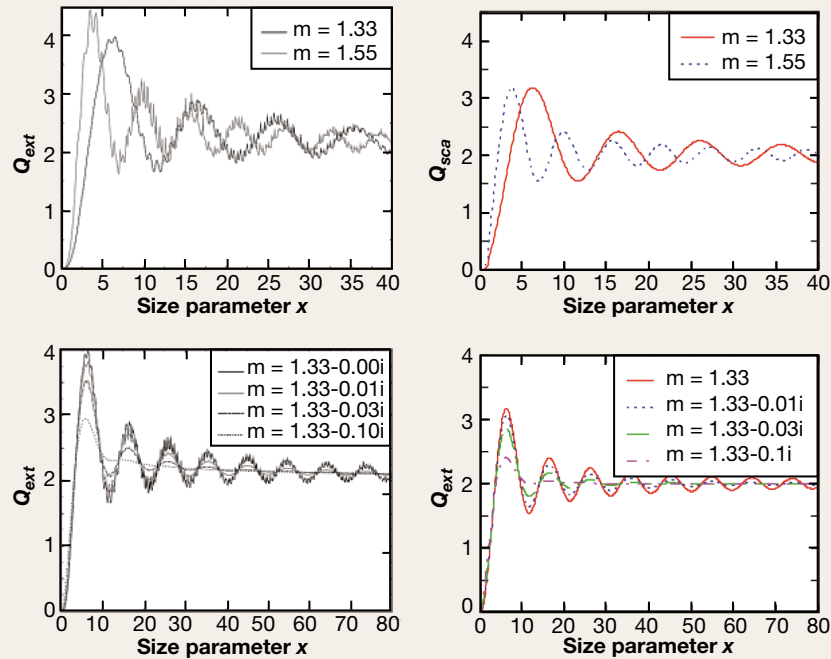 m = 1.33
m = 1.55
Q_ext
4
3
2
1
0
0 5 10 15 20 25 30 35 40
Size parameter x
m = 1.33
m = 1.55
Q_sca
4
3
2
1
0
0 5 10 15 20 25 30 35 40
Size parameter x
m = 1.33-0.00i
m = 1.33-0.01i
m = 1.33-0.03i
m = 1.33-0.10i
Q_ext
4
3
2
1
0
0 10 20 30 40 50 60 70 80
Size parameter x
m = 1.33
m = 1.33-0.01i
m = 1.33-0.03i
m = 1.33-0.1i
Q_ext
4
3
2
1
0
0 10 20 30 40 50 60 70 80
Size parameter x